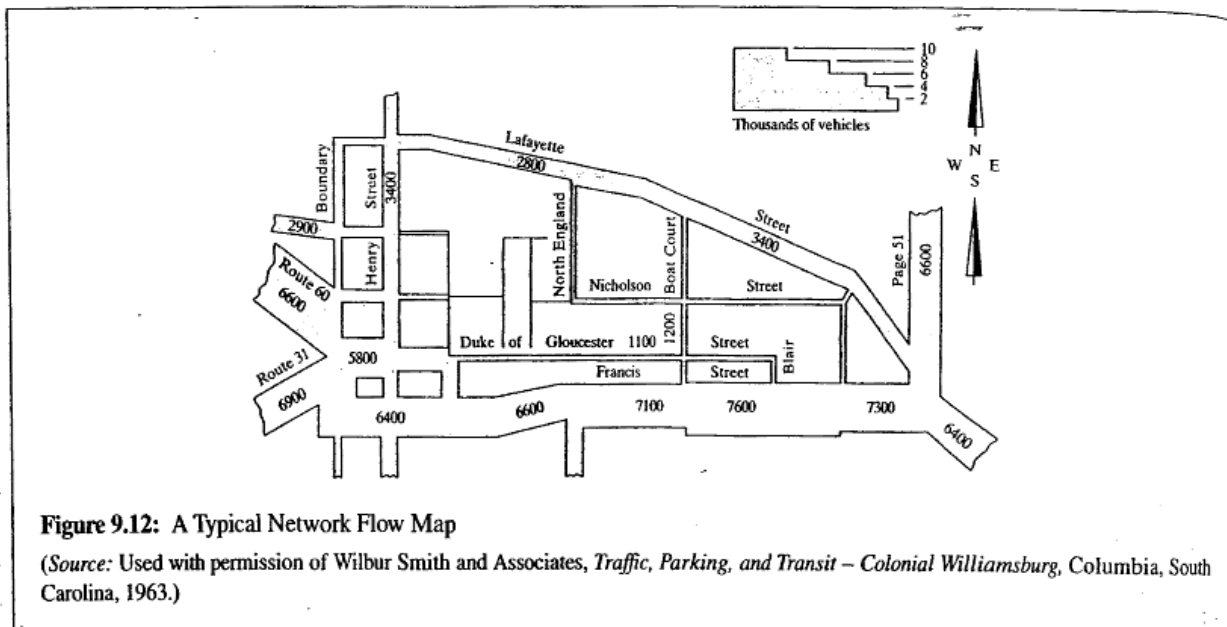 10
8
6
4
2
Thousands of vehicles
N
W E
S
Lafayette
2800
Boundary
Street
3400
2900
Henry
Route 60
6600
Route 31
6900
5800
6400
North England
Boat Court
Street
3400
Page 51
6600
Nicholson Street
Duke of Gloucester 1100 1200 Street
Blair
Francis Street
6600
7100
7600
7300
6400
Figure 9.12: A Typical Network Flow Map
(Source: Used with permission of Wilbur Smith and Associates, Traffic, Parking, and Transit – Colonial Williamsburg, Columbia, South
Carolina, 1963.)